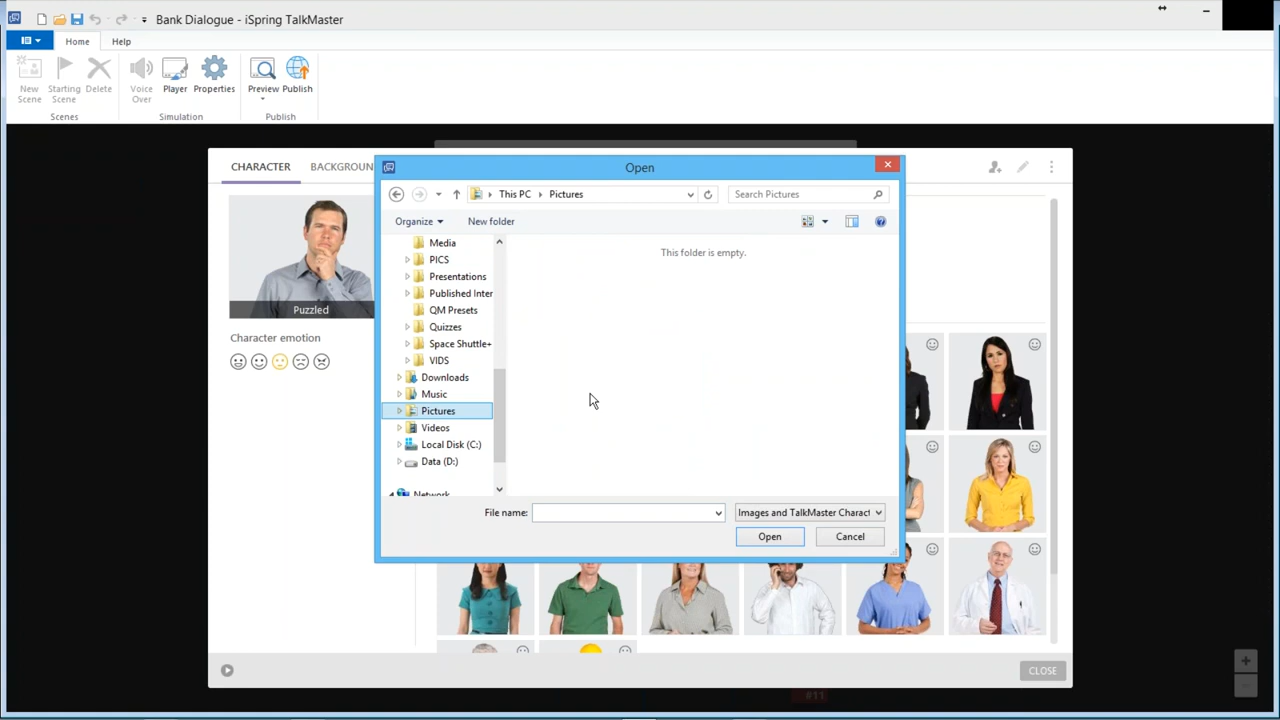 Bank Dialogue - iSpring TalkMaster
Home
Help
New Scene
Starting Scene
Delete
Voice Over
Player
Properties
Preview
Publish
Scenes
Simulation
Publish
CHARACTER
BACKGROUN
Open
This PC
Pictures
Search Pictures
Organize
New folder
This folder is empty.
Media
PICS
Presentations
Published Inter
QM Presets
Quizzes
Space Shuttle+
VIDS
Downloads
Music
Pictures
Videos
Local Disk (C:)
Data (D:)
Network
Puzzled
Character emotion
File name:
Images and TalkMaster Charact
Open
Cancel
CLOSE
#11